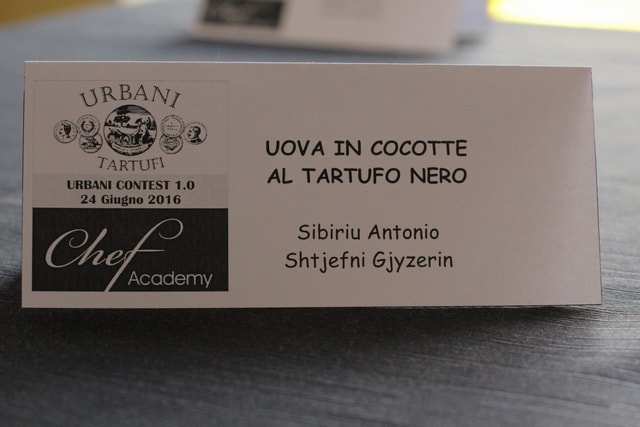 URBANI
TARTUFI
URBANI CONTEST 1.0
24 Giugno 2016
Chef
Academy
UOVA IN COCOTTE
AL TARTUFO NERO
Sibiriu Antonio
Shtjefni Gjyzerin